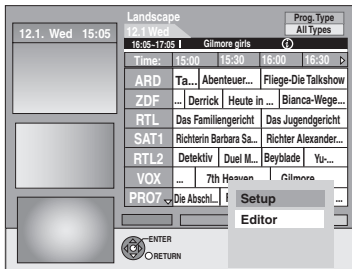 Landscape
Prog.Type
12.1. Wed 15:05
12.1 Wed
All Types
16:05-17:05 Gilmore girls
Time: 15:00 15:30 16:00 16:30
ARD Ta... Abenteuer... Fliege-Die Talkshow
ZDF ... Derrick Heute in ... Bianca-Wege...
RTL Das Familiengericht Das Jugendgericht
SAT1 Richterin Barbara Sa... Richter Alexander...
RTL2 Detektiv Duel M... Beyblade Yu-...
VOX ... 7th Heaven Gilmore
PRO7 Die Abschl... ...
Setup
Editor
ENTER
RETURN